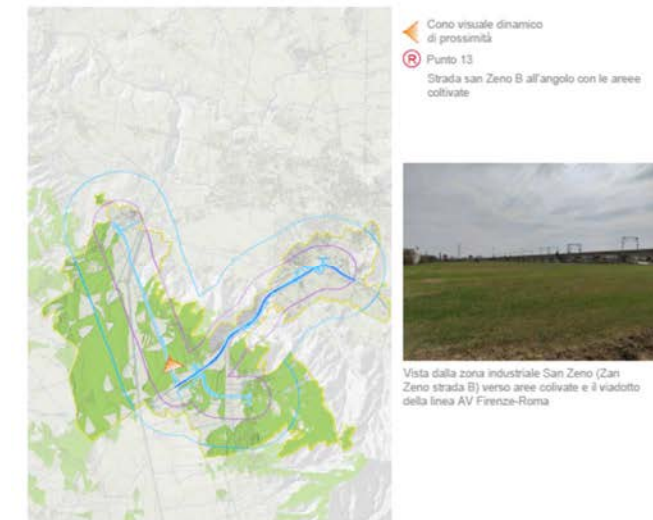 Cono visuale dinamico
di prossimità
R Punto 13
Strada san Zeno B all'angolo con le areee
coltivate
Vista dalla zona industriale San Zeno (Zan
Zeno strada B) verso aree colivate e il viadotto
della linea AV Firenze-Roma